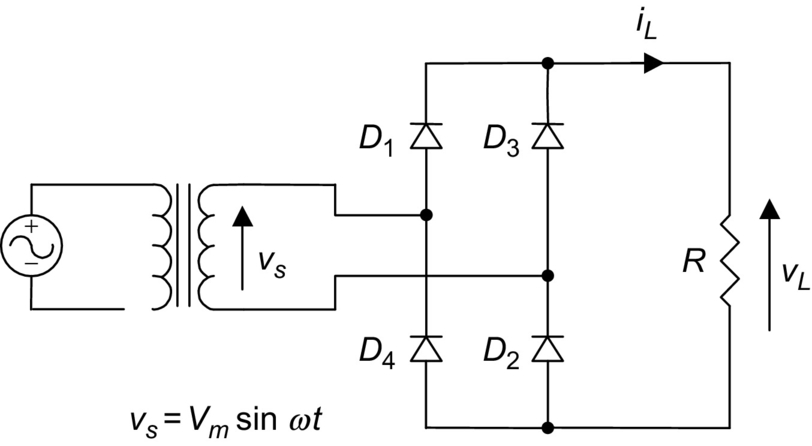 i_L
D_1
D_3
+
−
v_s
R
v_L
D_4
D_2
v_s = V_m sin ωt